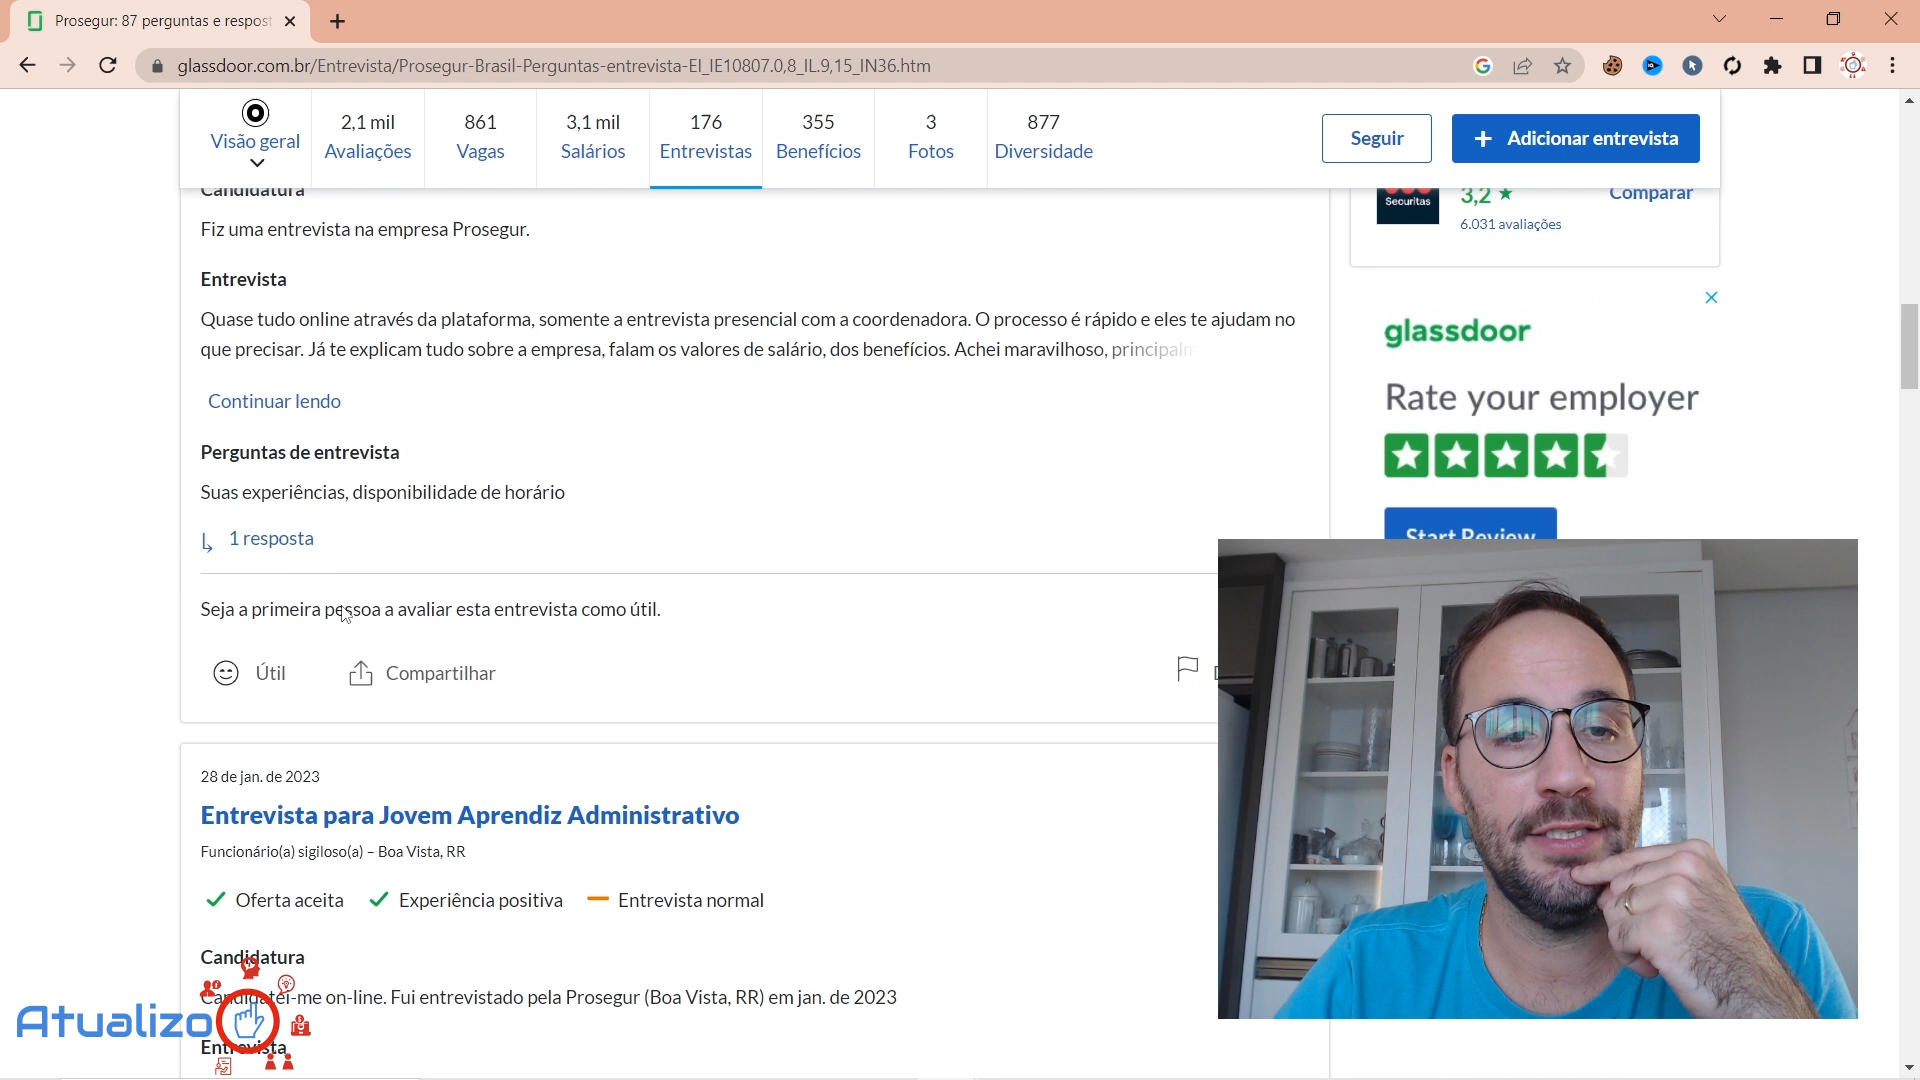 Prosegur: 87 perguntas e respost
glassdoor.com.br/Entrevista/Prosegur-Brasil-Perguntas-entrevista-EI_IE10807.0,8_IL.9,15_IN36.htm
Visão geral
2,1 mil
Avaliações
861
Vagas
3,1 mil
Salários
176
Entrevistas
355
Benefícios
3
Fotos
877
Diversidade
Seguir
+ Adicionar entrevista
Securitas
3,2 ★
6.031 avaliações
Comparar
Candidatura
Fiz uma entrevista na empresa Prosegur.
Entrevista
Quase tudo online através da plataforma, somente a entrevista presencial com a coordenadora. O processo é rápido e eles te ajudam no
que precisar. Já te explicam tudo sobre a empresa, falam os valores de salário, dos benefícios. Achei maravilhoso, principalm
Continuar lendo
Perguntas de entrevista
Suas experiências, disponibilidade de horário
1 resposta
Seja a primeira pessoa a avaliar esta entrevista como útil.
Útil
Compartilhar
glassdoor
Rate your employer
Start Review
28 de jan. de 2023
Entrevista para Jovem Aprendiz Administrativo
Funcionário(a) sigiloso(a) – Boa Vista, RR
Oferta aceita
Experiência positiva
Entrevista normal
Candidatura
Candidatei-me on-line. Fui entrevistado pela Prosegur (Boa Vista, RR) em jan. de 2023
Entrevista
Atualizo